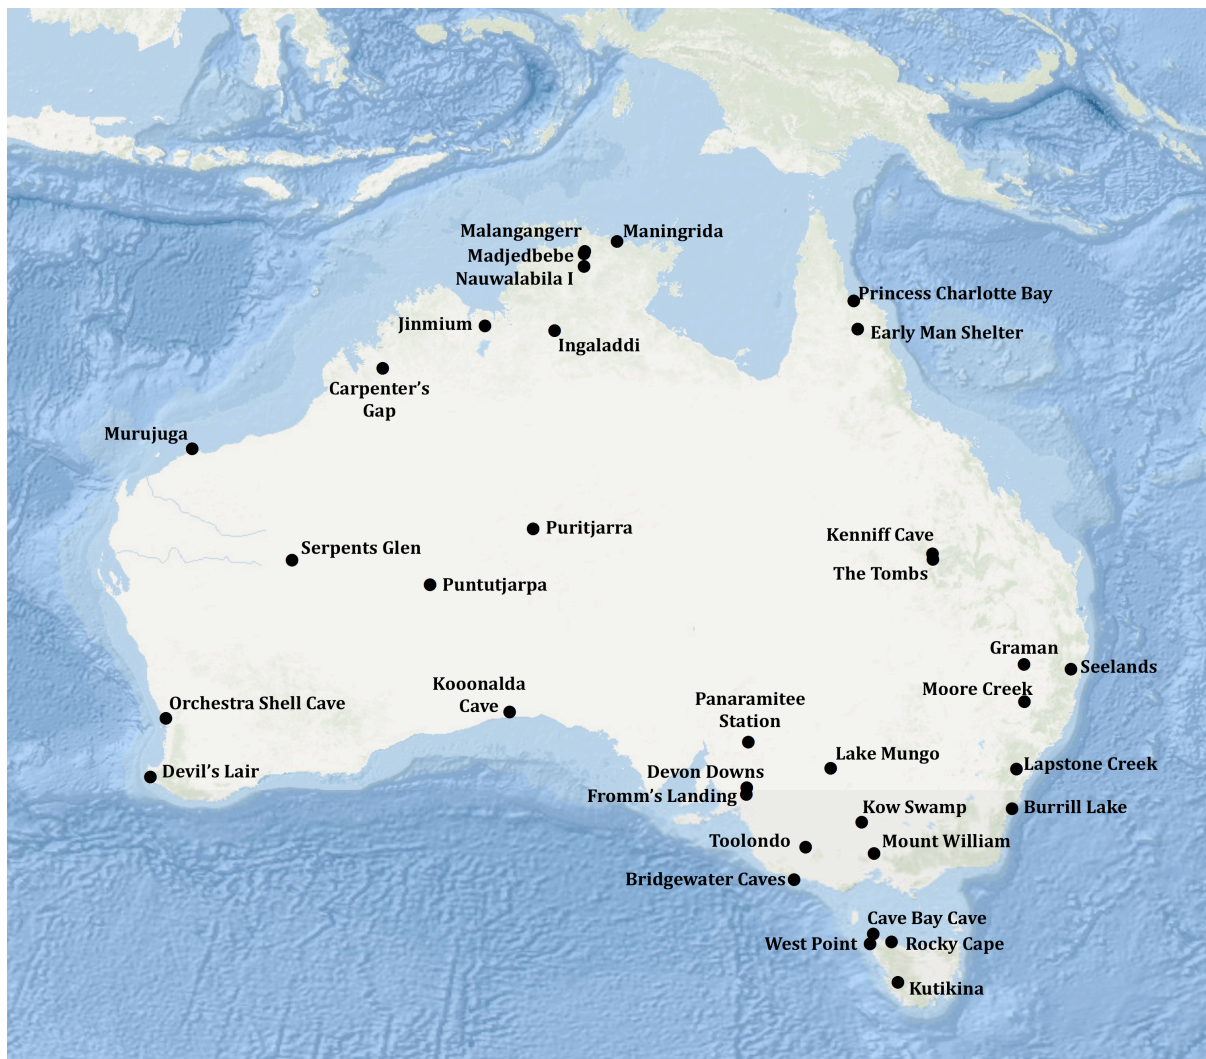 Malangangerr
Maningrida
Madjedbebe
Nauwalabila I
Princess Charlotte Bay
Jinmium
Early Man Shelter
Ingaladdi
Carpenter's
Gap
Murujuga
Puritjarra
Kenniff Cave
Serpents Glen
The Tombs
Puntutjarpa
Graman
Seelands
Kooonalda
Cave
Moore Creek
Panaramitee
Station
Orchestra Shell Cave
Lake Mungo
Lapstone Creek
Devil's Lair
Devon Downs
Fromm's Landing
Kow Swamp
Burrill Lake
Toolondo
Mount William
Bridgewater Caves
Cave Bay Cave
West Point
Rocky Cape
Kutikina